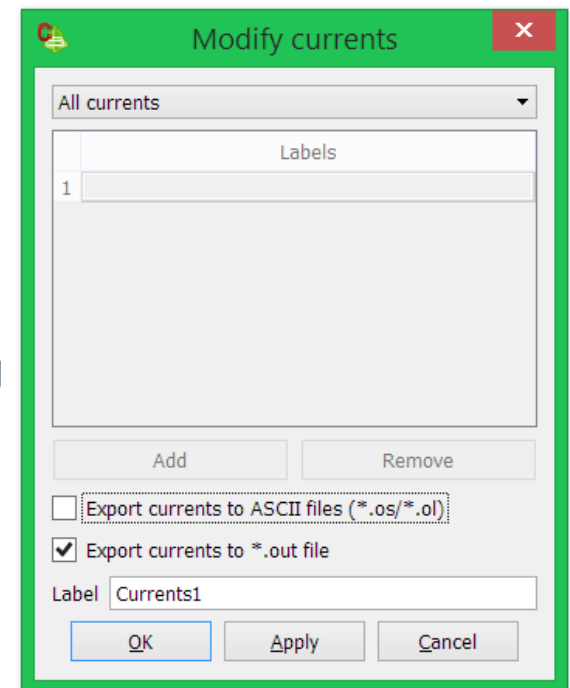 Modify currents
All currents
Labels
1
Add Remove
Export currents to ASCII files (*.os/*.ol)
Export currents to *.out file
Label Currents1
OK Apply Cancel